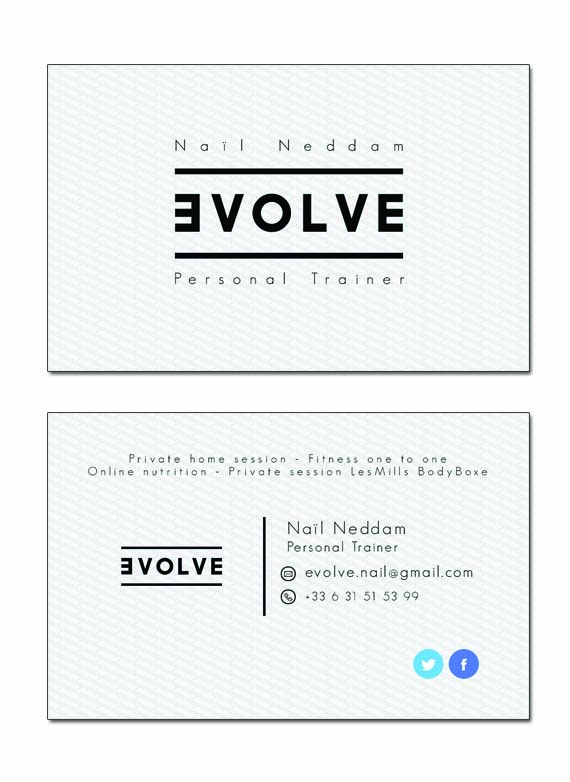 Naïl Neddam
ƎVOLVE
Personal Trainer
Private home session - Fitness one to one
Online nutrition - Private session LesMills BodyBoxe
ƎVOLVE
Naïl Neddam
Personal Trainer
evolve.nail@gmail.com
+33 6 31 51 53 99